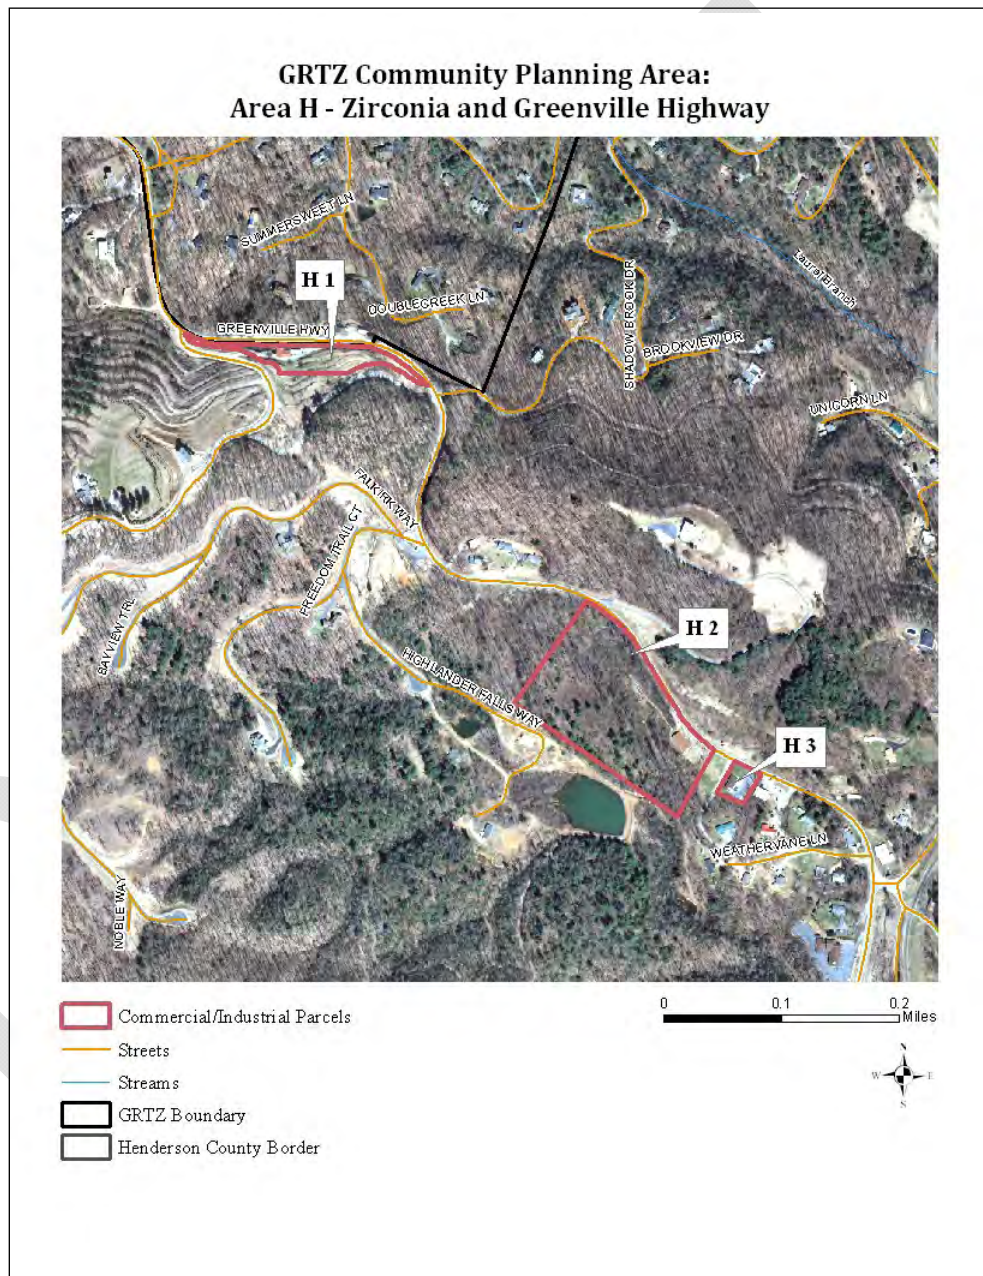 GRTZ Community Planning Area:
Area H - Zirconia and Greenville Highway
SUMMERSWEET LN
H 1
DOUBLECREEK LN
GREENVILLE HWY
Laurel Branch
SHADOW BROOK DR
BROOKVIEW DR
UNICORN LN
FALKIRK WAY
FREEDOM TRAIL CT
BAYVIEW TRL
H 2
HIGHLANDER FALLS WAY
H 3
WEATHERVANE LN
NOBLE WAY
Commercial/Industrial Parcels
Streets
Streams
GRTZ Boundary
Henderson County Border
0 0.1 0.2
Miles
N
W E
S